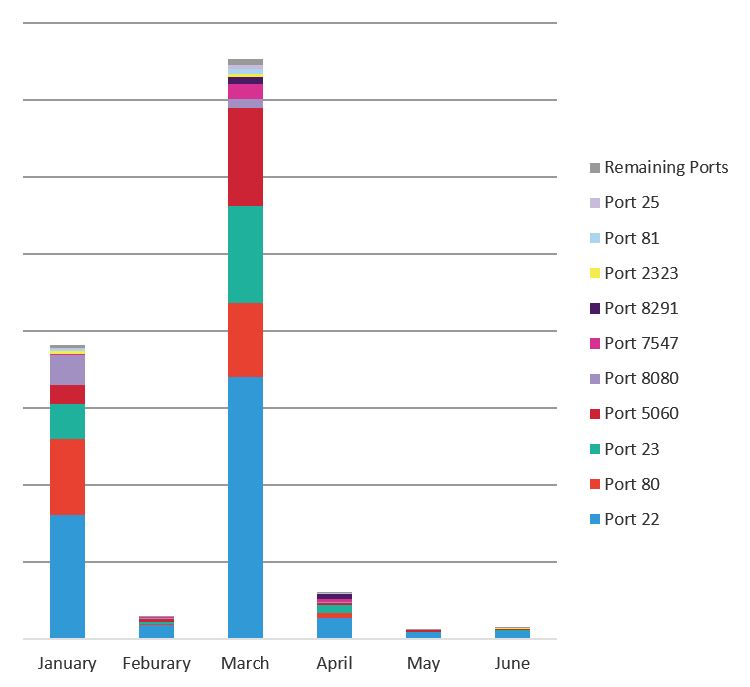 Remaining Ports
Port 25
Port 81
Port 2323
Port 8291
Port 7547
Port 8080
Port 5060
Port 23
Port 80
Port 22
January Feburary March April May June